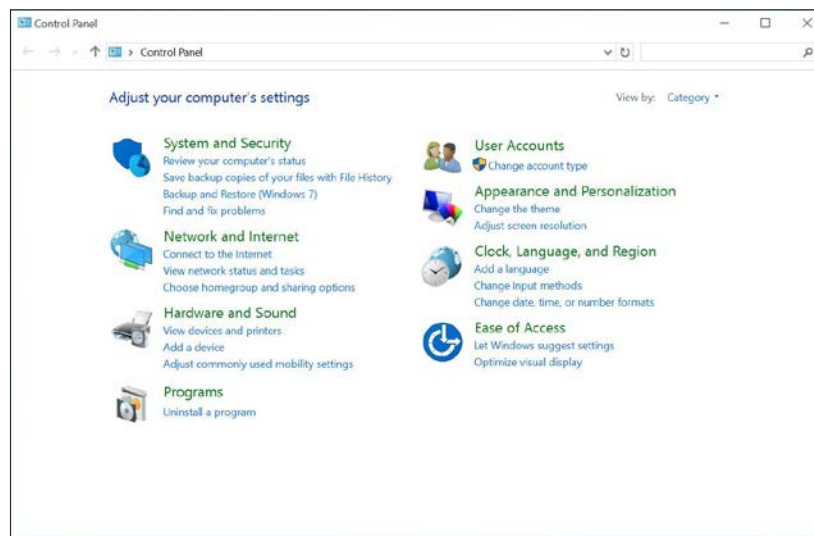 Control Panel
Control Panel
Adjust your computer's settings
View by: Category
System and Security
Review your computer's status
Save backup copies of your files with File History
Backup and Restore (Windows 7)
Find and fix problems
Network and Internet
Connect to the Internet
View network status and tasks
Choose homegroup and sharing options
Hardware and Sound
View devices and printers
Add a device
Adjust commonly used mobility settings
Programs
Uninstall a program
User Accounts
Change account type
Appearance and Personalization
Change the theme
Adjust screen resolution
Clock, Language, and Region
Add a language
Change input methods
Change date, time, or number formats
Ease of Access
Let Windows suggest settings
Optimize visual display